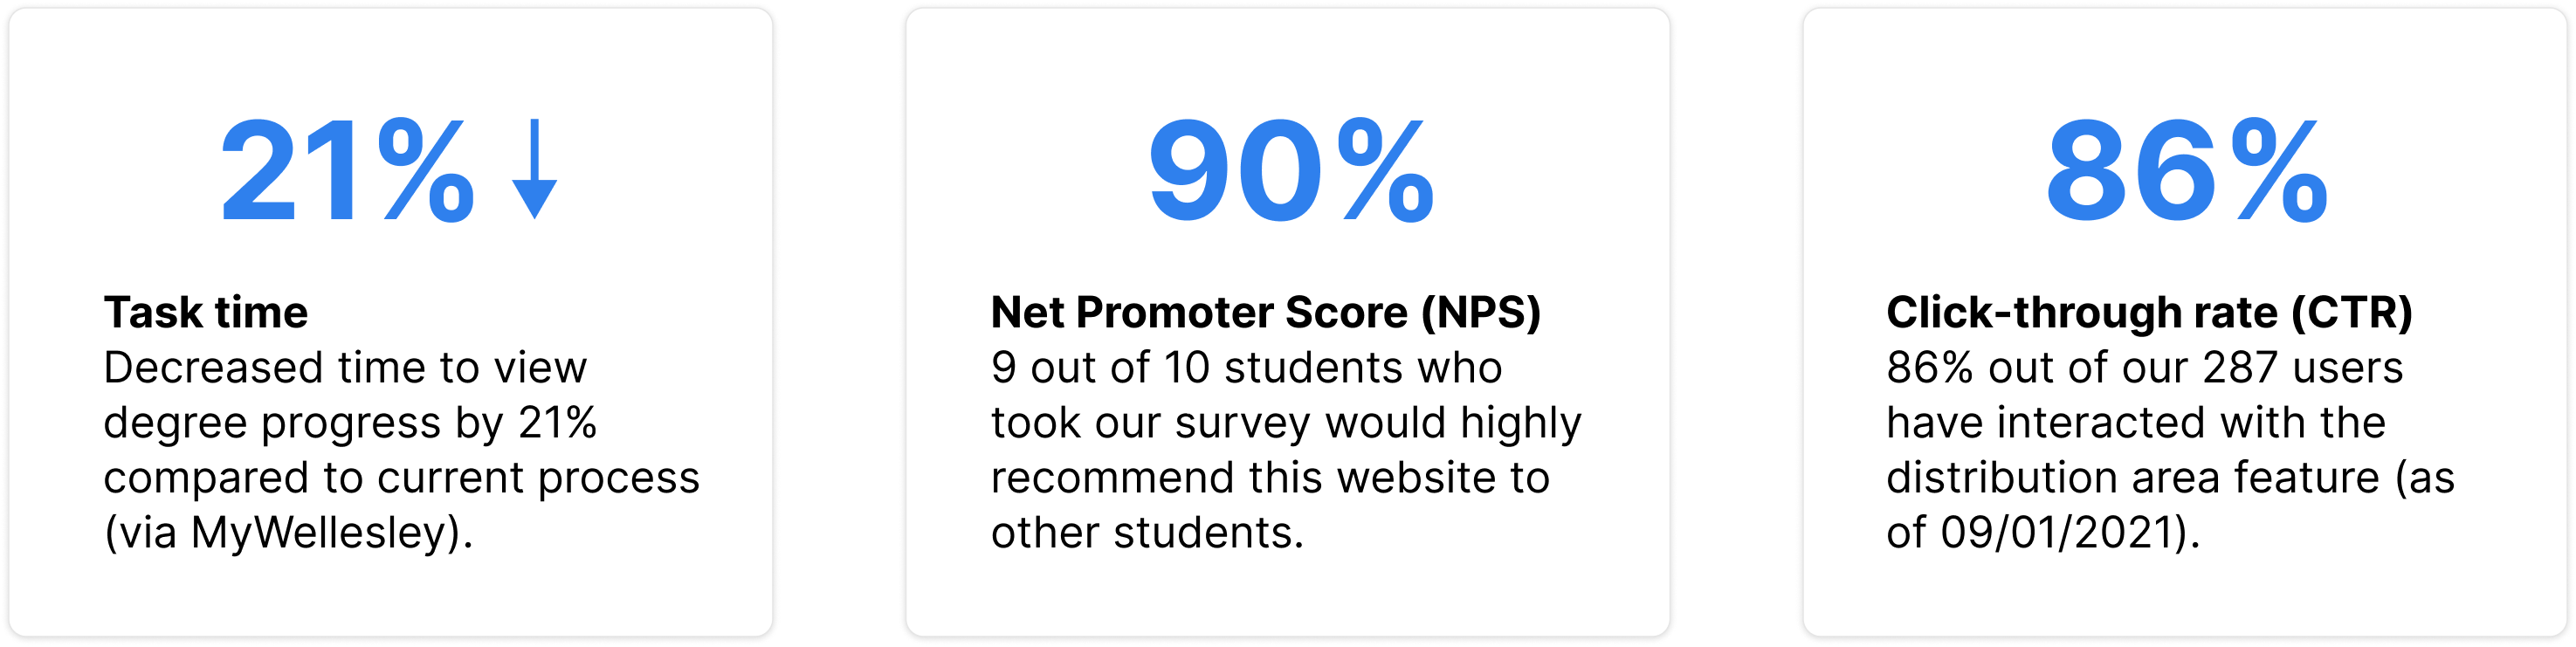 21%
Task time
Decreased time to view
degree progress by 21%
compared to current process
(via MyWellesley).
90%
Net Promoter Score (NPS)
9 out of 10 students who
took our survey would highly
recommend this website to
other students.
86%
Click-through rate (CTR)
86% out of our 287 users
have interacted with the
distribution area feature (as
of 09/01/2021).